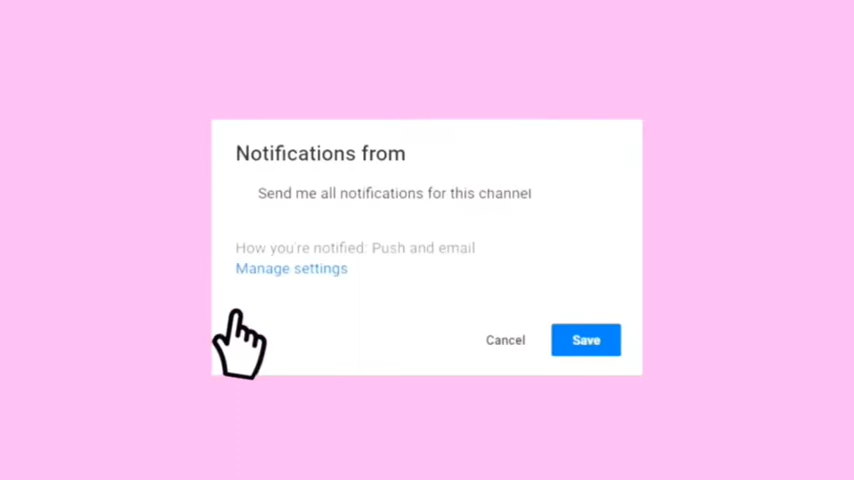 Notifications from
Send me all notifications for this channel
How you're notified: Push and email
Manage settings
Cancel
Save